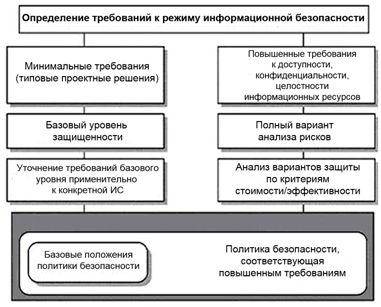 Определение требований к режиму информационной безопасности
Минимальные требования
(типовые проектные решения)
Повышенные требования
к доступности,
конфиденциальности,
целостности
информационных ресурсов
Базовый уровень
защищенности
Полный вариант
анализа рисков
Уточнение требований базового
уровня применительно
к конкретной ИС
Анализ вариантов защиты
по критериям
стоимости/эффективности
Базовые положения
политики безопасности
Политика безопасности,
соответствующая
повышенным требованиям